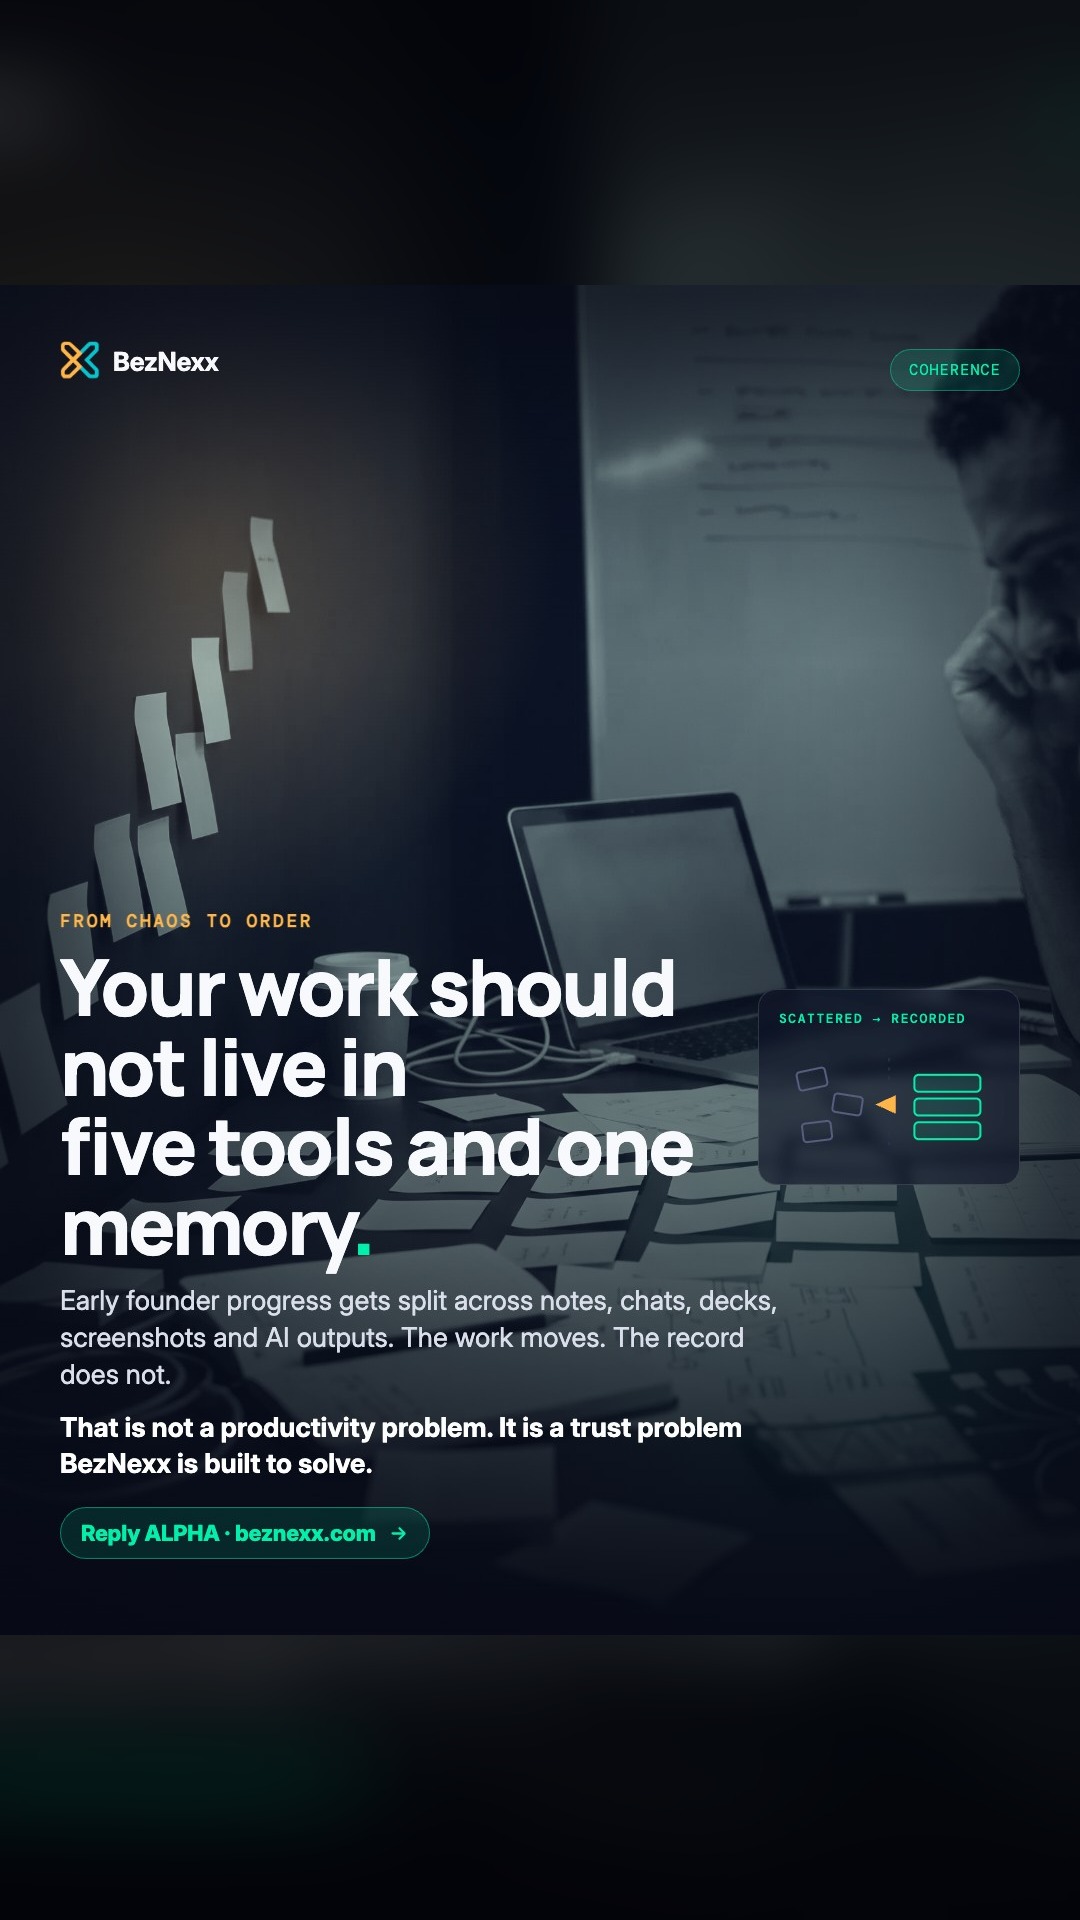 BezNexx
COHERENCE
FROM CHAOS TO ORDER
Your work should
not live in
five tools and one
memory.
SCATTERED → RECORDED
Early founder progress gets split across notes, chats, decks,
screenshots and AI outputs. The work moves. The record
does not.
That is not a productivity problem. It is a trust problem
BezNexx is built to solve.
Reply ALPHA · beznexx.com →